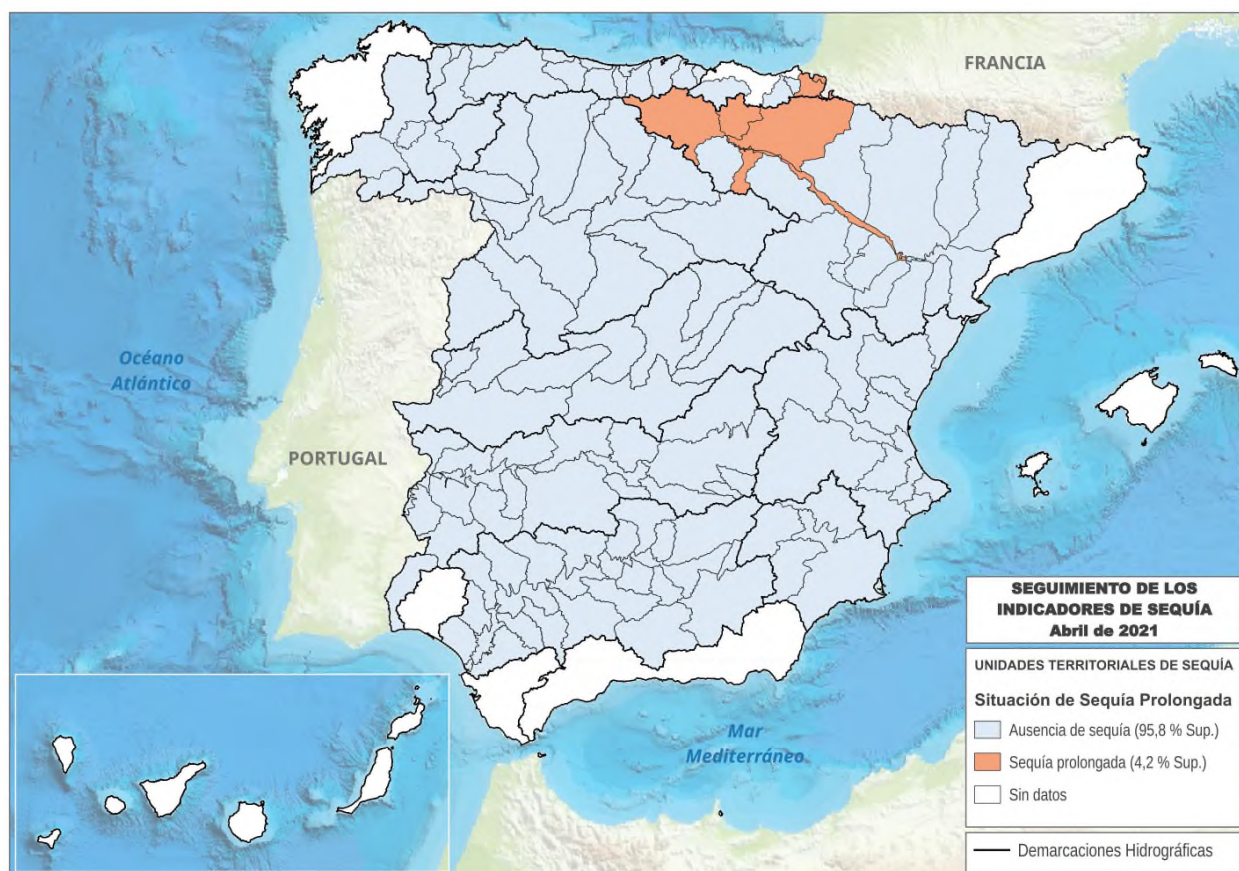 FRANCIA
Océano
Atlántico
PORTUGAL
SEGUIMIENTO DE LOS
INDICADORES DE SEQUÍA
Abril de 2021
UNIDADES TERRITORIALES DE SEQUÍA
Situación de Sequía Prolongada
Ausencia de sequía (95,8 % Sup.)
Sequía prolongada (4,2 % Sup.)
Sin datos
Demarcaciones Hidrográficas
Mar
Mediterráneo